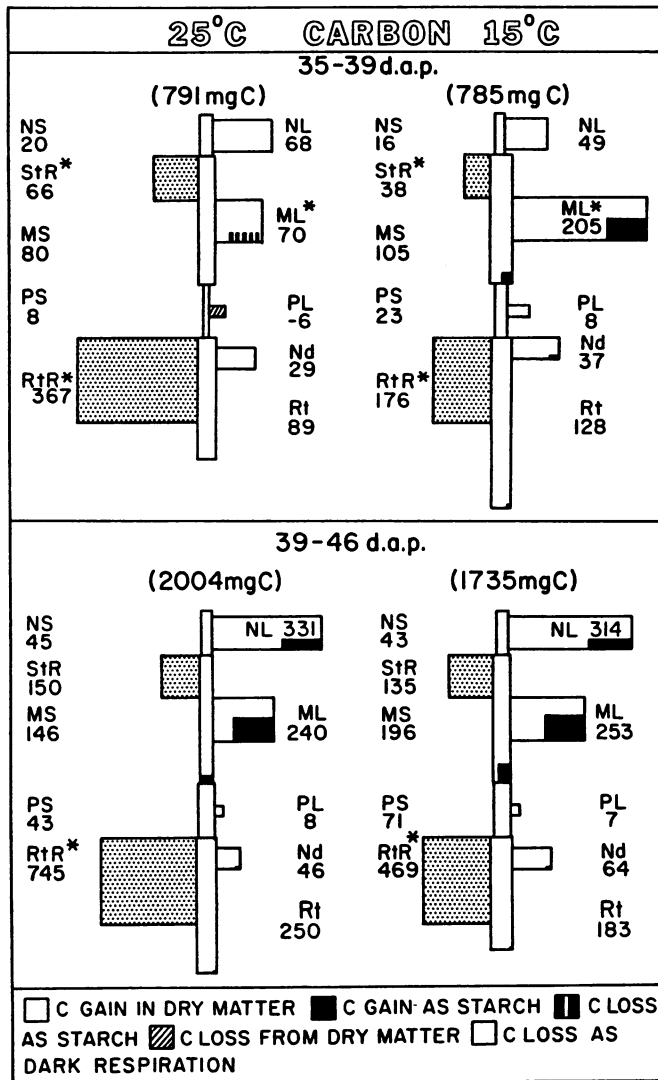 25°C CARBON 15°C
35-39 d.a.p.
(791 mg C) (785 mg C)
NS NL NS NL
20 68 16 49
StR* StR*
66 38
ML* ML*
70 205
MS MS
80 105
PS PL PS PL
8 -6 23 8
Nd Nd
29 37
RtR* RtR*
367 176
Rt Rt
89 128
39-46 d.a.p.
(2004mgC) (1735mgC)
NS NL 331 NS NL 314
45 43
StR StR
150 135
MS ML MS ML
146 240 196 253
PS PL PS PL
43 8 71 7
RtR* Nd RtR* Nd
745 46 469 64
Rt Rt
250 183
C GAIN IN DRY MATTER C GAIN AS STARCH C LOSS
AS STARCH C LOSS FROM DRY MATTER C LOSS AS
DARK RESPIRATION